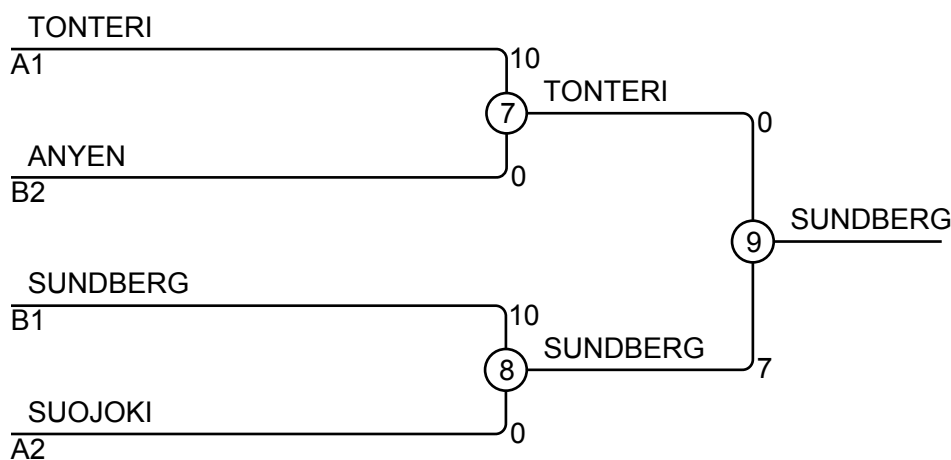 TONTERI
A1
10
7
TONTERI
0
ANYEN
B2
0
9
SUNDBERG
SUNDBERG
B1
10
8
SUNDBERG
7
SUOJOKI
A2
0